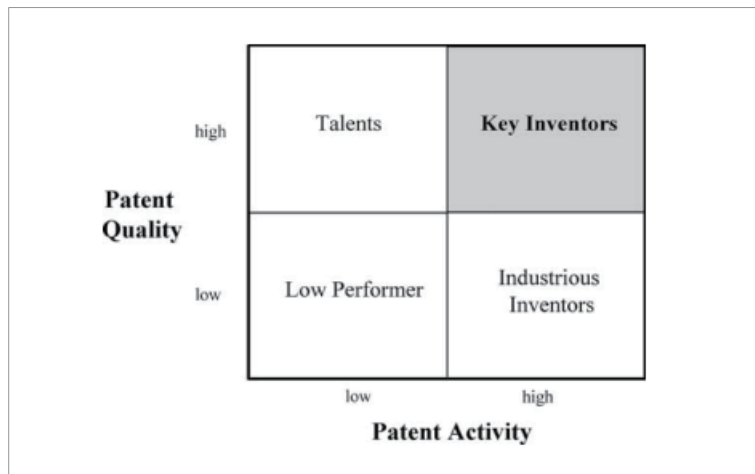 high
Talents
Key Inventors
Patent
Quality
low
Low Performer
Industrious
Inventors
low
high
Patent Activity